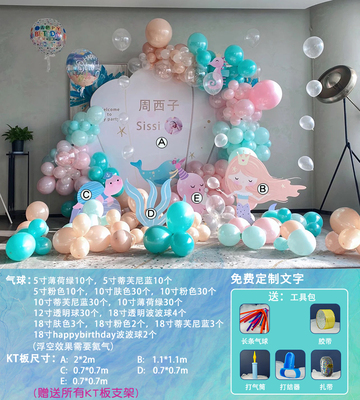 WELCOME TO
周西子
Sissi
A
B
C
D
E
气球:5寸薄荷绿10个,5寸蒂芙尼蓝10个
5寸粉色10个,10寸灰色30个,10寸粉色30个
10寸蒂芙尼蓝30个,10寸薄荷绿30个
12寸透明球30个,18寸透明波波球4个
18寸肤色3个,18寸粉色2个,18寸蒂芙尼蓝3个
18寸happybirthday波波球2个
(浮空效果需要氦气)
KT板尺寸: A: 2*2m B: 1.1*1.1m
C: 0.7*0.7m D: 0.7*0.7m
E: 0.7*0.7m
(赠送所有KT板支架)
免费定制文字
送:工具包
长条气球
胶带
打气筒
打结器
扎带